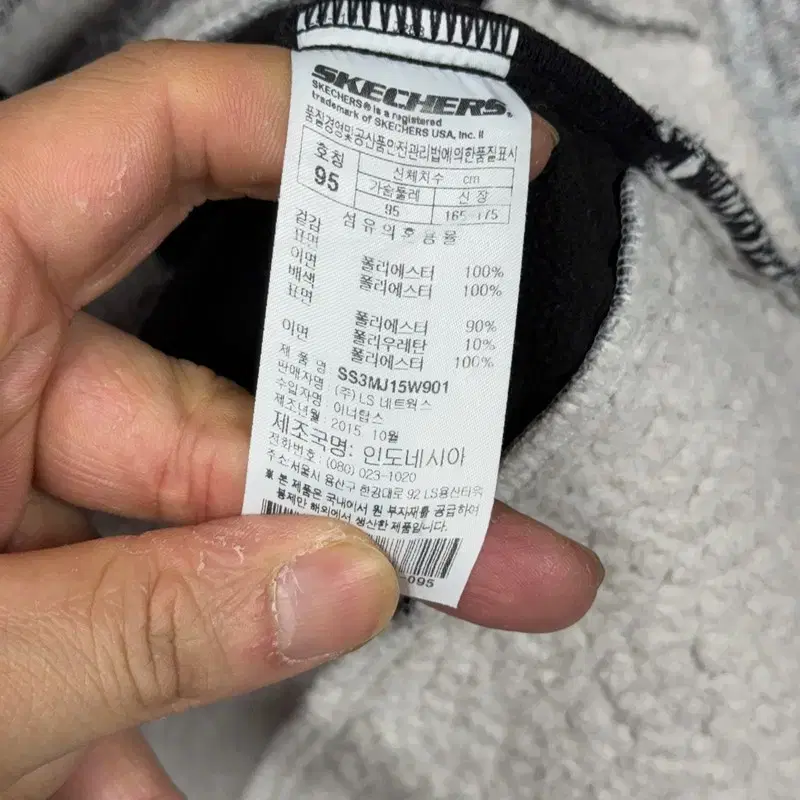 SKECHERS
SKECHERS® is a registered
trademark of SKECHERS USA, Inc. II
품질경영및공산품안전관리법에의한품질표시
호칭 신체치수 cm
95 가슴둘레 신장
95 165-175
섬유의혼용율
겉감
표면 폴리에스터 100%
이면 폴리에스터 100%
배색
표면 폴리에스터 90%
폴리우레탄 10%
이면 폴리에스터 100%
제품명 SS3MJ15W901
판매자명 : (주) LS 네트웍스
수입자명 : 이너탑스
제조년월 : 2015. 10월
제조국명: 인도네시아
전화번호 : (080) 023-1020
주소:서울시 용산구 한강대로 92 LS용산타워
※ 본 제품은 국내에서 원 부자재를 공급하여
통제만 해외에서 생산한 제품입니다.
095